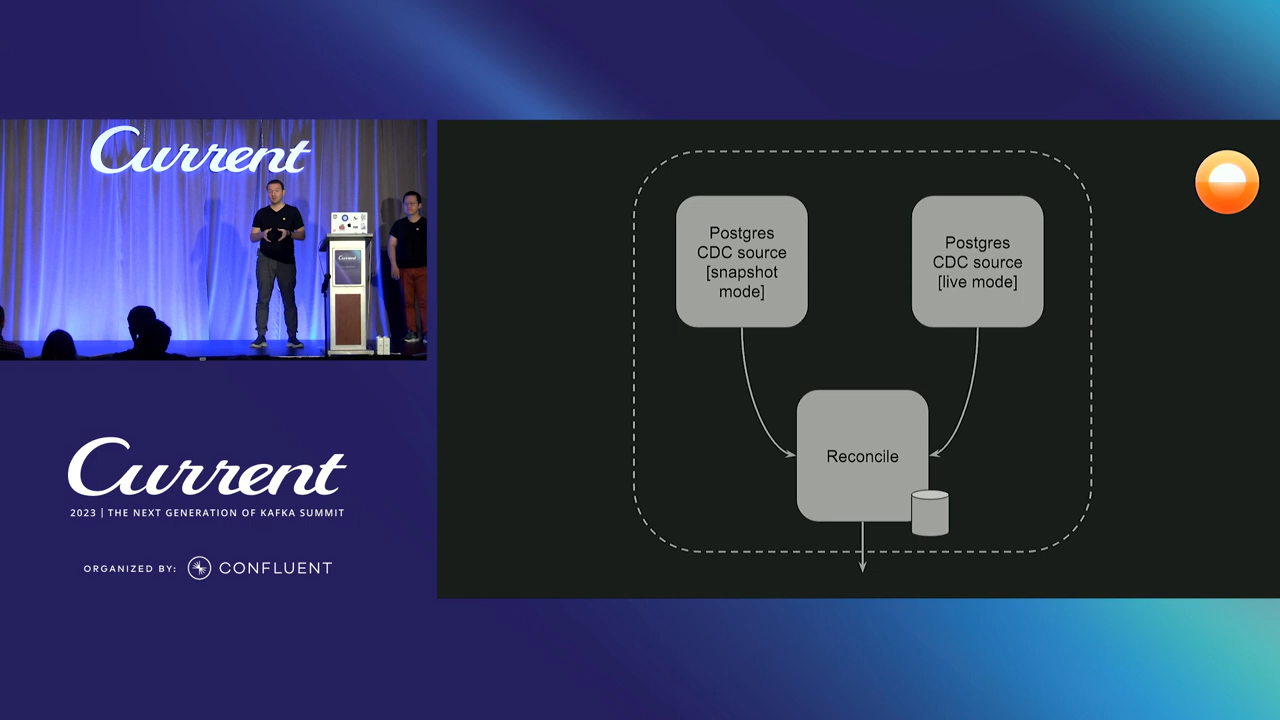 Current
Current
2023 | THE NEXT GENERATION OF KAFKA SUMMIT
ORGANIZED BY: CONFLUENT
Postgres
CDC source
[snapshot
mode]
Postgres
CDC source
[live mode]
Reconcile